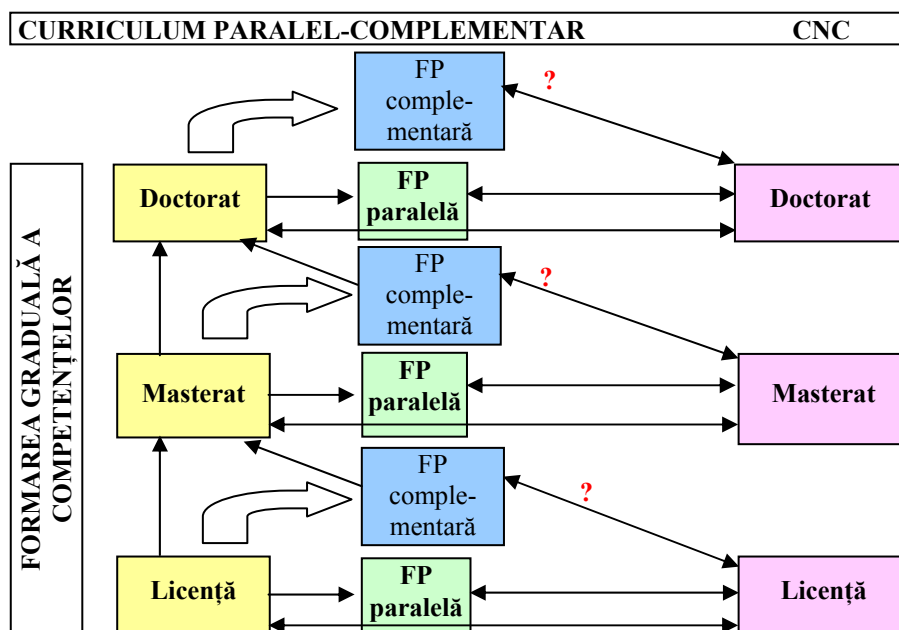 CURRICULUM PARALEL-COMPLEMENTAR CNC
FP
comple-
mentară
?
FORMAREA GRADUALĂ A
COMPETENȚELOR
Doctorat
FP
paralelă
Doctorat
FP
comple-
mentară
?
Masterat
FP
paralelă
Masterat
FP
comple-
mentară
?
Licență
FP
paralelă
Licență